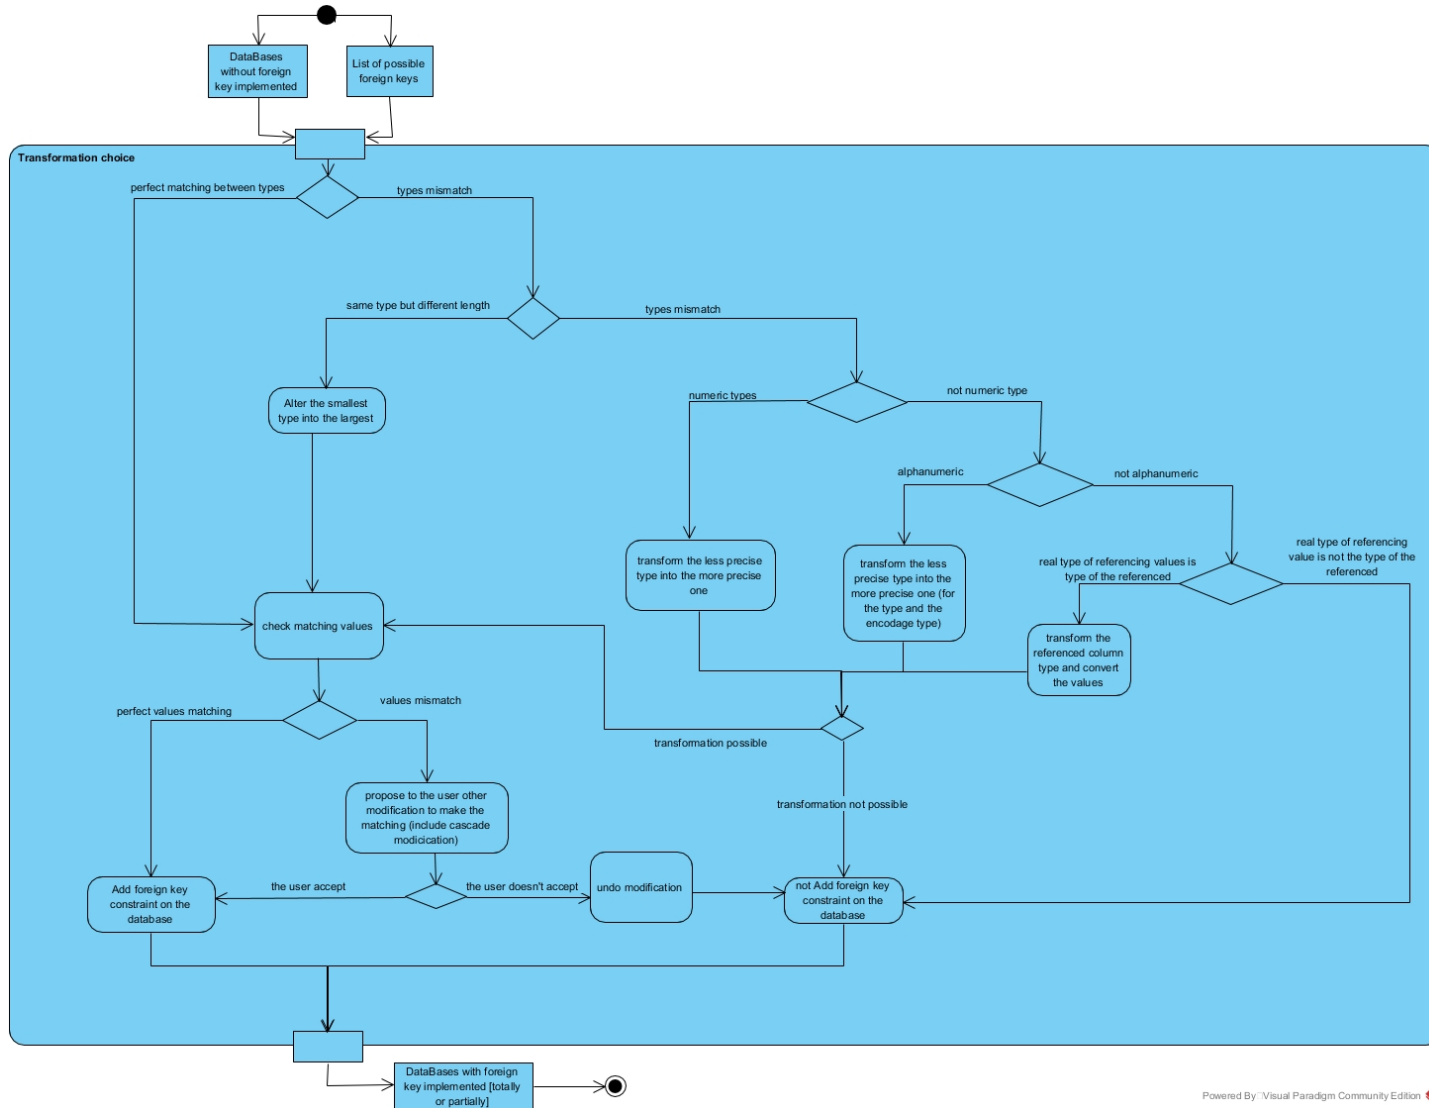 DataBases
without foreign
key implemented
List of possible
foreign keys
Transformation choice
perfect matching between types
types mismatch
same type but different length
types mismatch
Alter the smallest
type into the largest
numeric types
not numeric type
alphanumeric
not alphanumeric
transform the less precise
type into the more precise
one
transform the less
precise type into the
more precise one (for
the type and the
encodage type)
real type of referencing values is
type of the referenced
real type of referencing
value is not the type of the
referenced
check matching values
transform the
referenced column
type and convert
the values
perfect values matching
values mismatch
transformation possible
propose to the user other
modification to make the
matching (include cascade
modicication)
transformation not possible
Add foreign key
constraint on the
database
the user accept
the user doesn't accept
undo modification
not Add foreign key
constraint on the
database
DataBases with foreign
key implemented [totally
or partially]
Powered By Visual Paradigm Community Edition